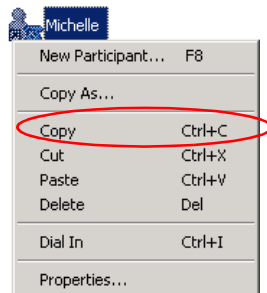 Michelle
New Participant... F8
Copy As...
Copy Ctrl+C
Cut Ctrl+X
Paste Ctrl+V
Delete Del
Dial In Ctrl+I
Properties...